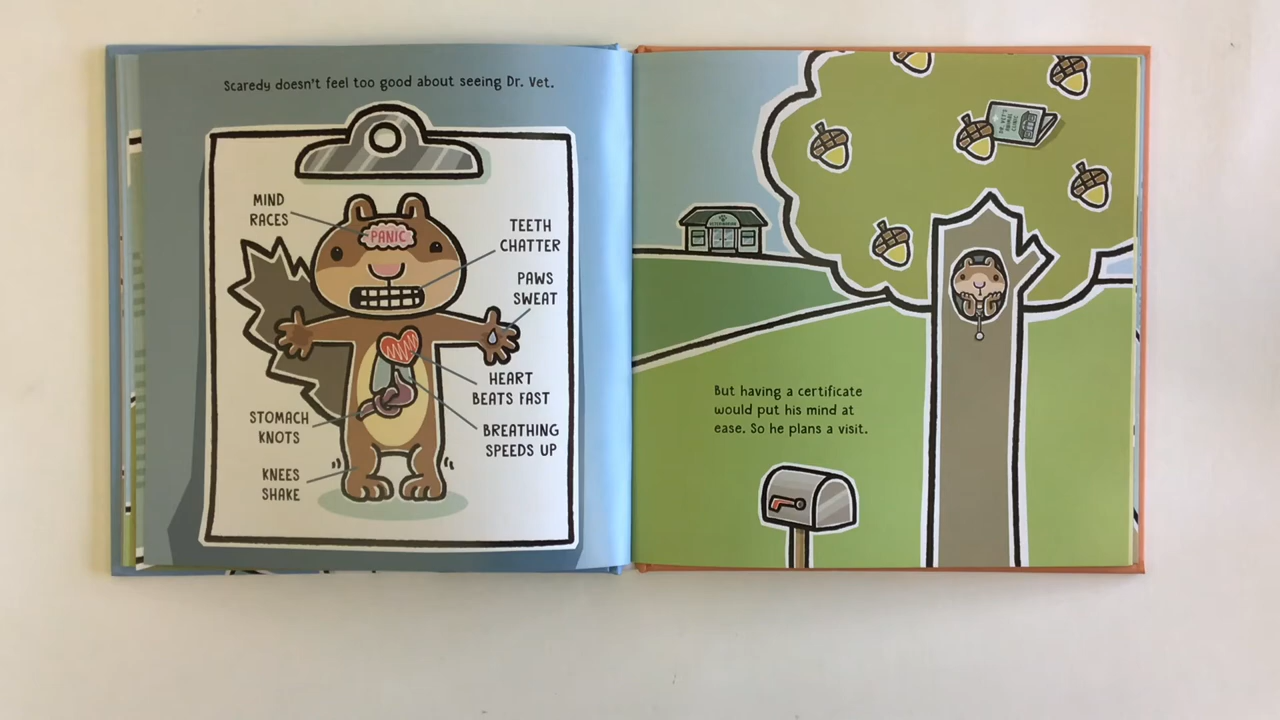 Scaredy doesn't feel too good about seeing Dr. Vet.
MIND
RACES
PANIC
TEETH
CHATTER
PAWS
SWEAT
HEART
BEATS FAST
STOMACH
KNOTS
BREATHING
SPEEDS UP
KNEES
SHAKE
But having a certificate
would put his mind at
ease. So he plans a visit.